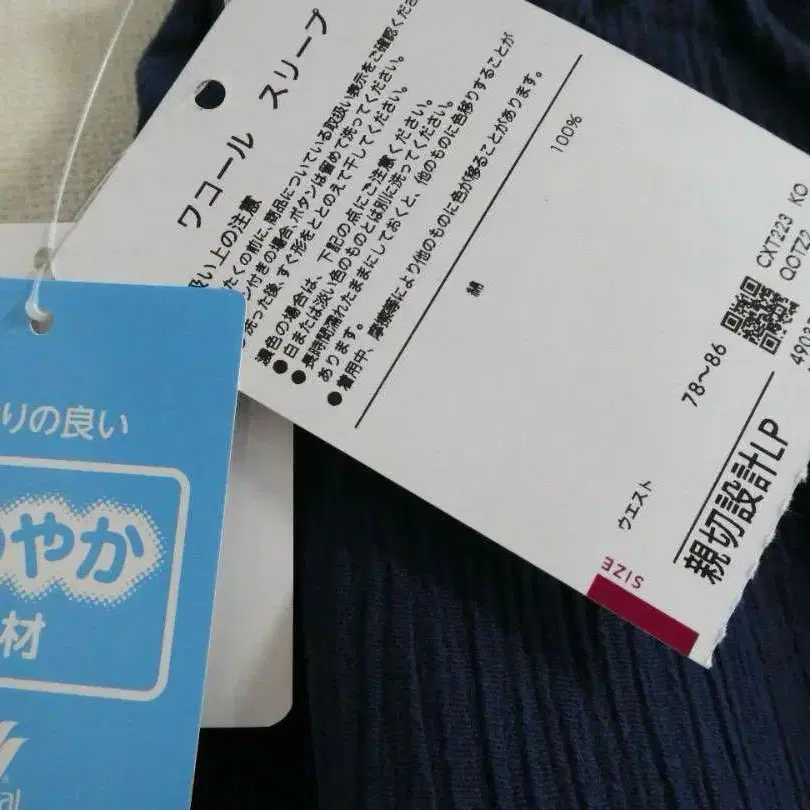 ワコール スリープ
扱い上の注意
たくの前に、商品についている取扱い表示をご確認くださ
ン付きの場合、ボタンは留めて洗ってください。
洗った後、すぐ形をととのえて干してください。
濃色の場合は、下記の点にご注意ください。
●白または淡い色のものとは別に洗ってください。
●長時間濡れたままにしておくと、他のものに色移りすることが
あります。
●着用中、摩擦等により他のものに色が移ることがあります。
綿 100%
CXT223 KO
78〜86
ウエスト
SIZE
親切設計LP
りの良い
やか
材